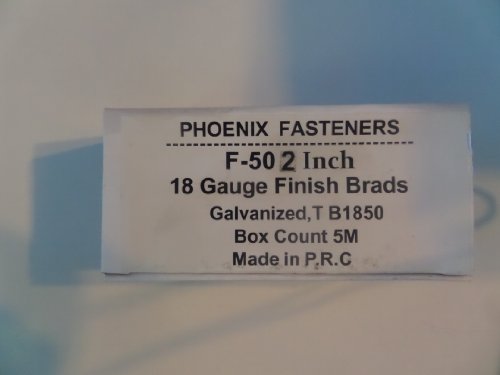 PHOENIX FASTENERS
F-50 2 Inch
18 Gauge Finish Brads
Galvanized,T B1850
Box Count 5M
Made in P.R.C